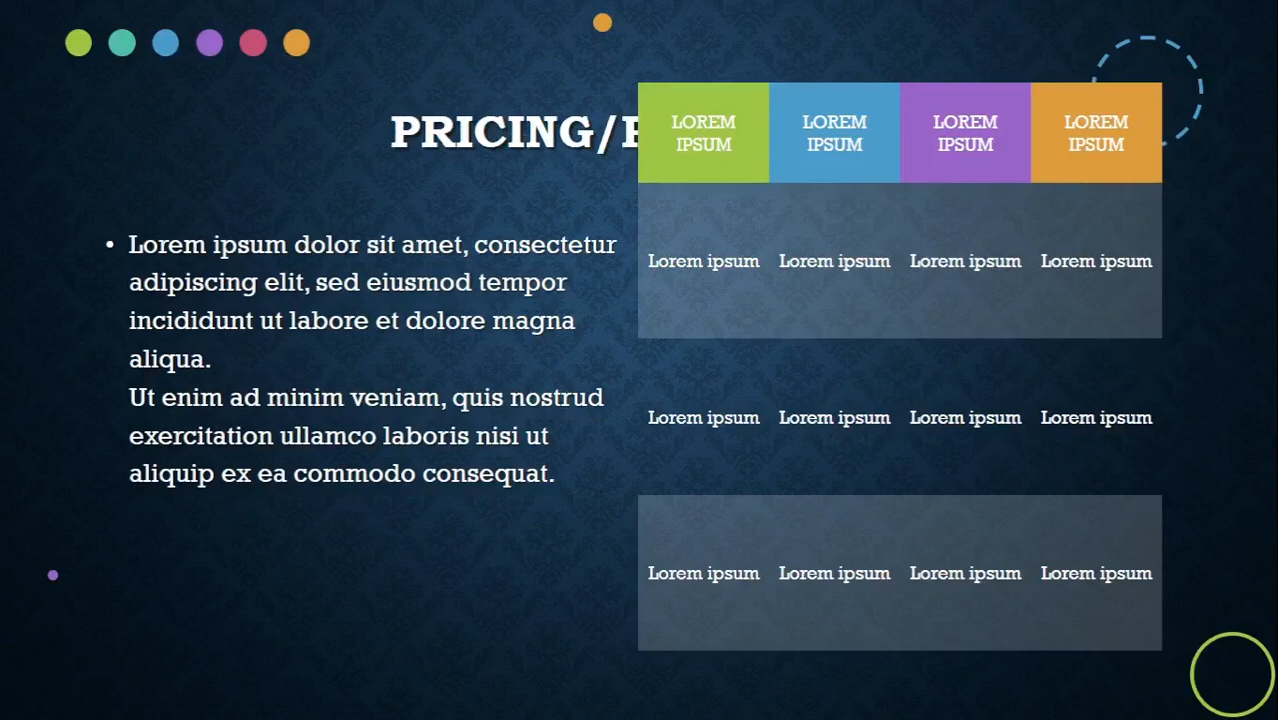 PRICING/
Lorem ipsum dolor sit amet, consectetur
adipiscing elit, sed eiusmod tempor
incididunt ut labore et dolore magna
aliqua.
Ut enim ad minim veniam, quis nostrud
exercitation ullamco laboris nisi ut
aliquip ex ea commodo consequat.
LOREM IPSUM LOREM IPSUM LOREM IPSUM LOREM IPSUM
Lorem ipsum Lorem ipsum Lorem ipsum Lorem ipsum
Lorem ipsum Lorem ipsum Lorem ipsum Lorem ipsum
Lorem ipsum Lorem ipsum Lorem ipsum Lorem ipsum